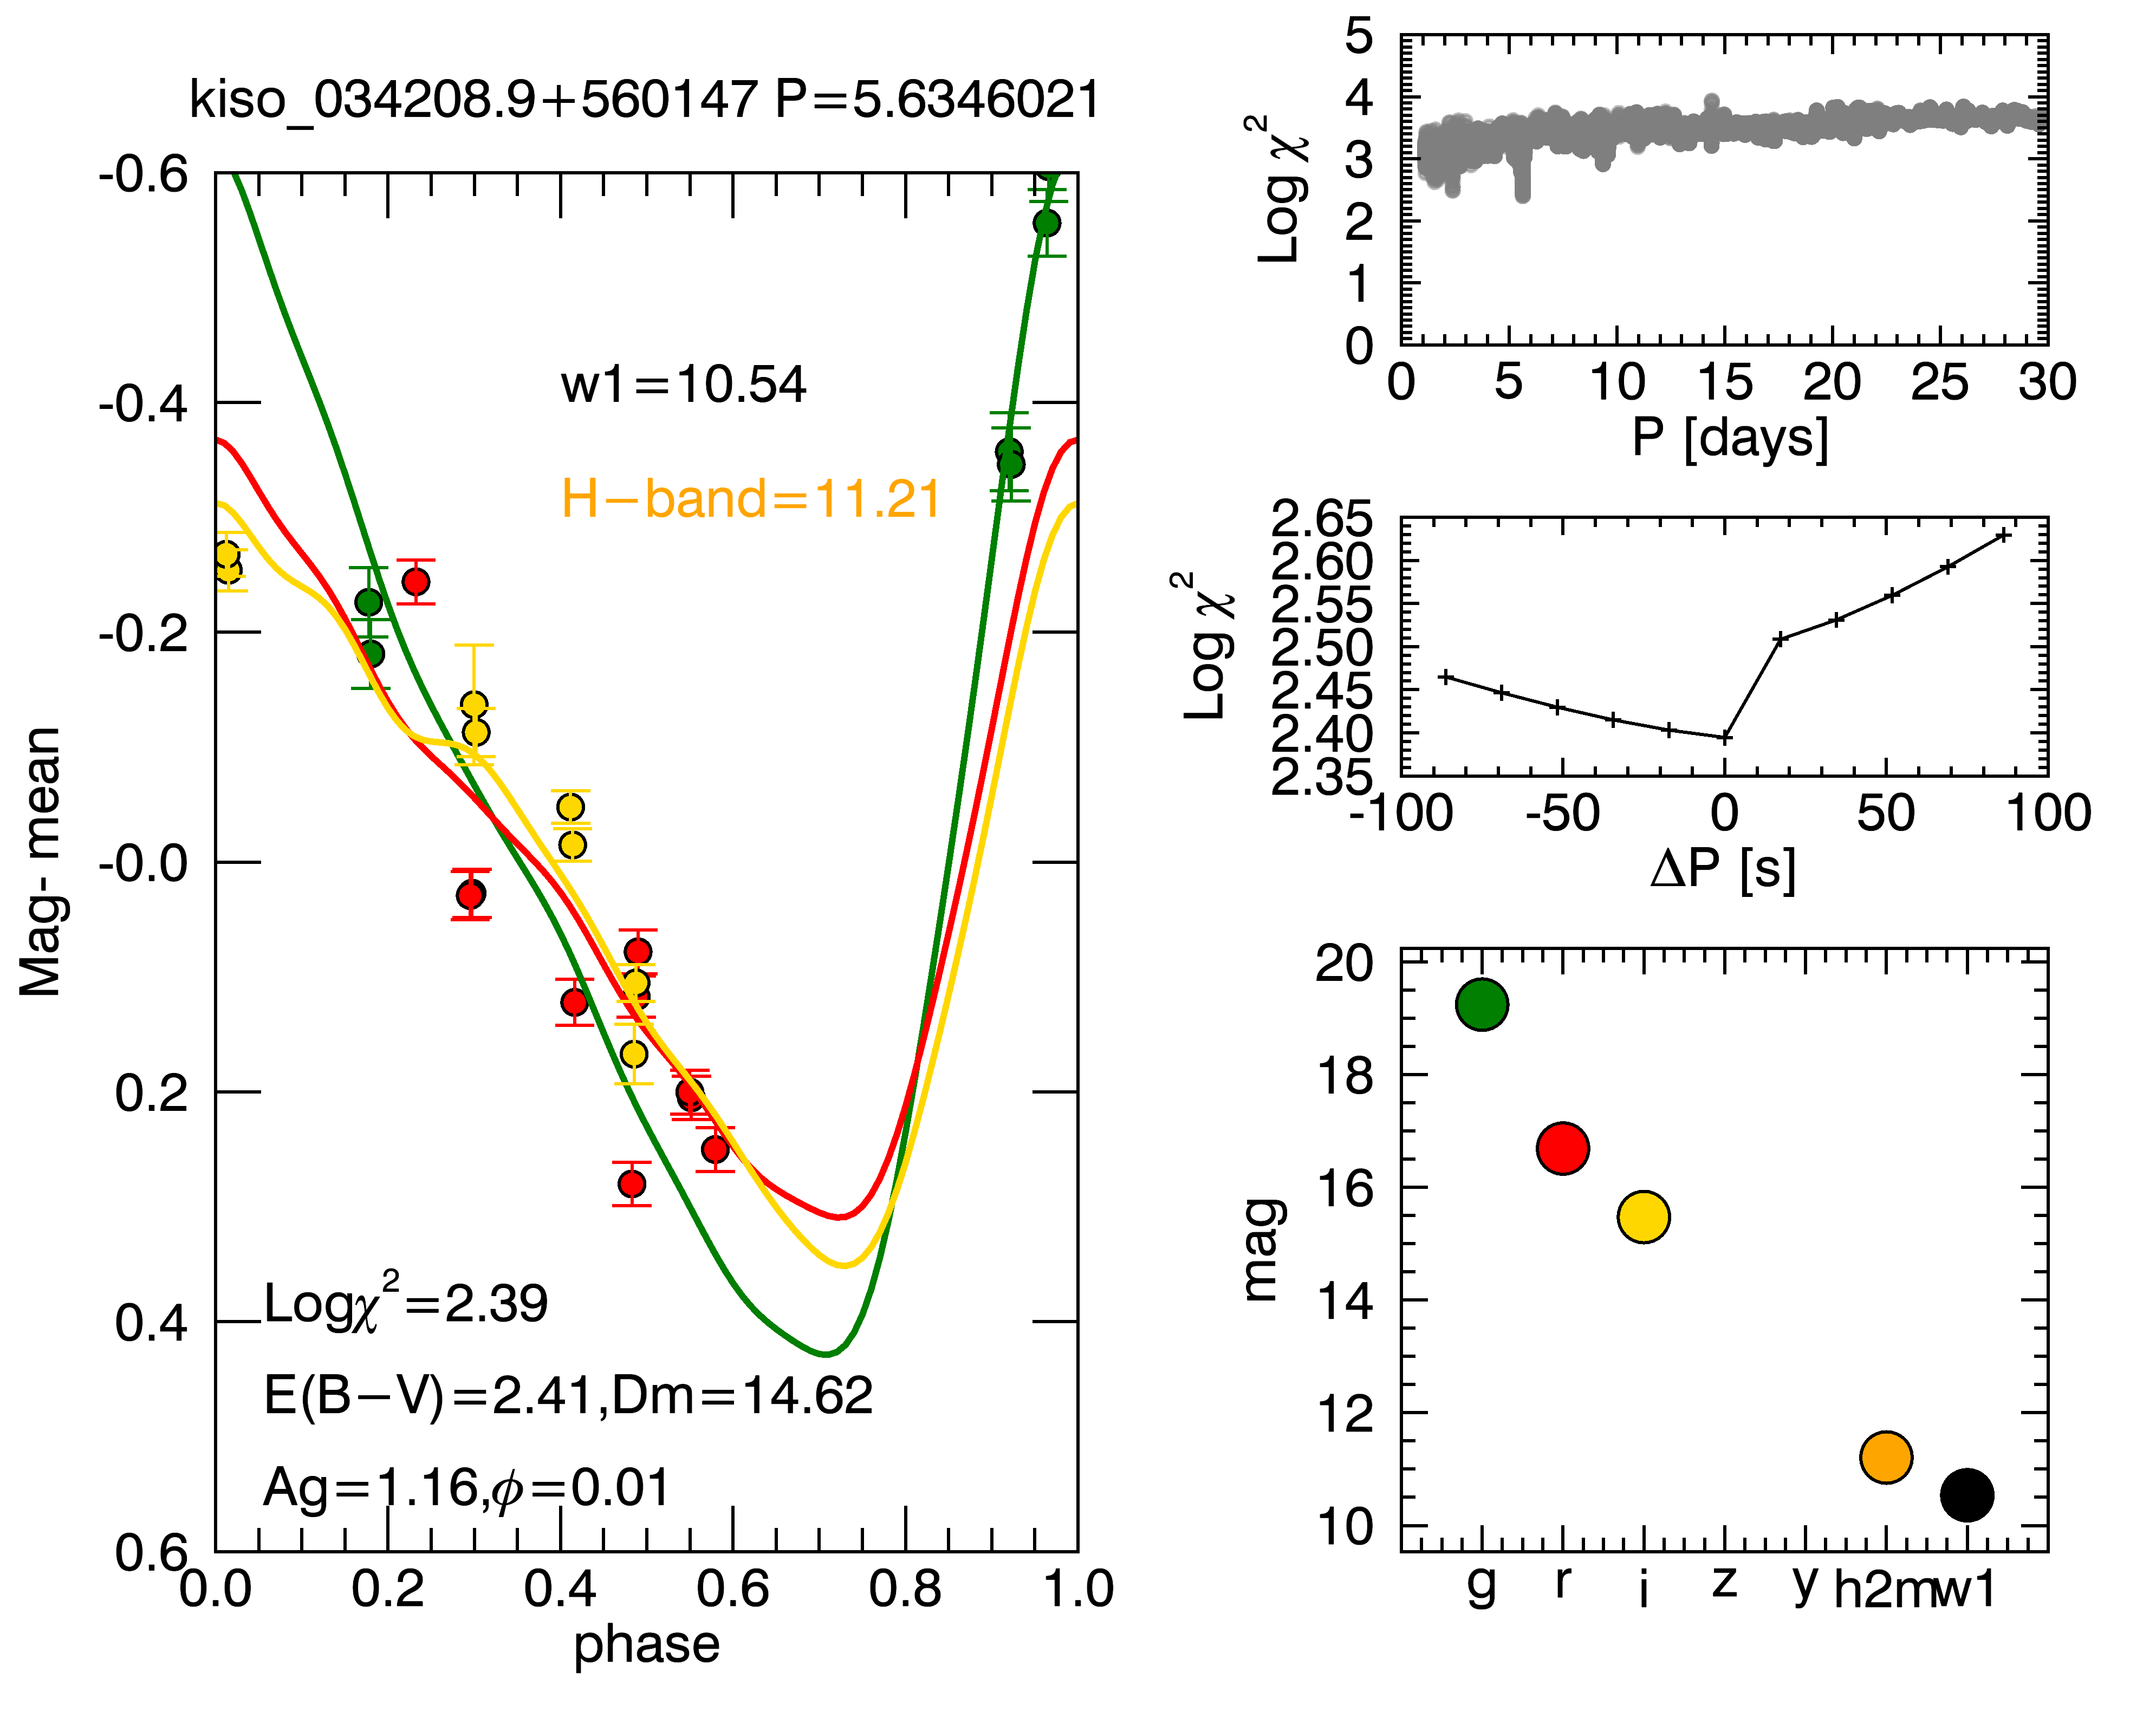 kiso_034208.9+560147 P=5.6346021
-0.6
-0.4
-0.2
-0.0
0.2
0.4
0.6
Mag- mean
w1=10.54
H-band=11.21
Logχ²=2.39
E(B-V)=2.41,Dm=14.62
Ag=1.16,ϕ=0.01
0.0 0.2 0.4 0.6 0.8 1.0
phase
5
4
3
2
1
0
Log χ²
0 5 10 15 20 25 30
P [days]
2.65
2.60
2.55
2.50
2.45
2.40
2.35
Log χ²
-100 -50 0 50 100
ΔP [s]
20
18
16
14
12
10
mag
g r i z y h2mw1